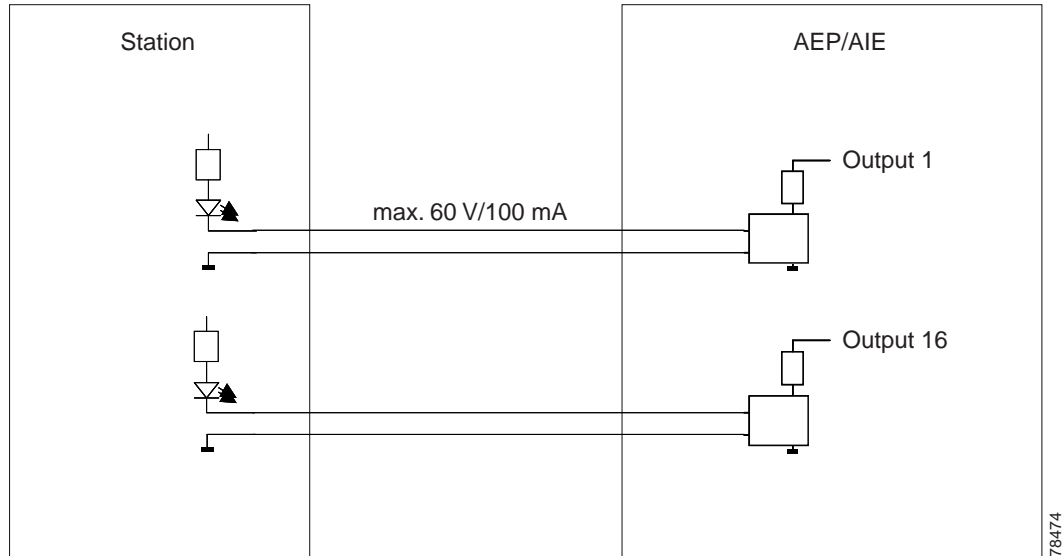 Station
AEP/AIE
Output 1
max. 60 V/100 mA
Output 16
78474